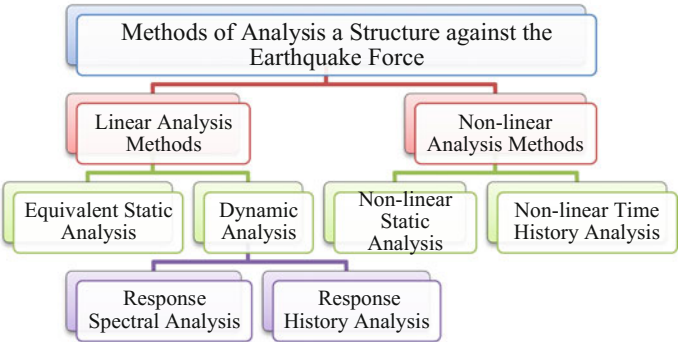 Methods of Analysis a Structure against the
Earthquake Force
Linear Analysis
Methods
Non-linear
Analysis Methods
Equivalent Static
Analysis
Dynamic
Analysis
Non-linear
Static
Analysis
Non-linear Time
History Analysis
Response
Spectral Analysis
Response
History Analysis